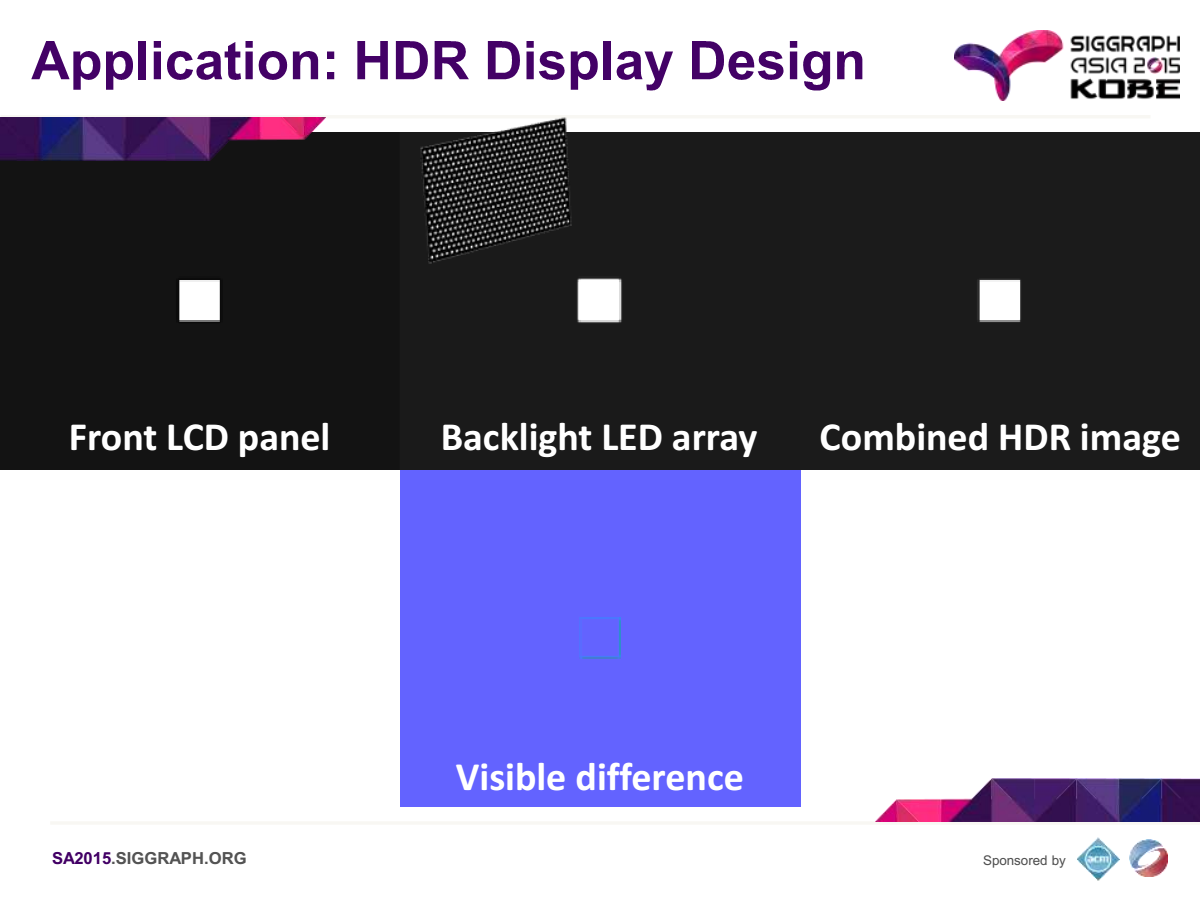 Application: HDR Display Design
SIGGRAPH
ASIA 2015
KOBE
Front LCD panel
Backlight LED array
Combined HDR image
Visible difference
SA2015.SIGGRAPH.ORG
Sponsored by
acm